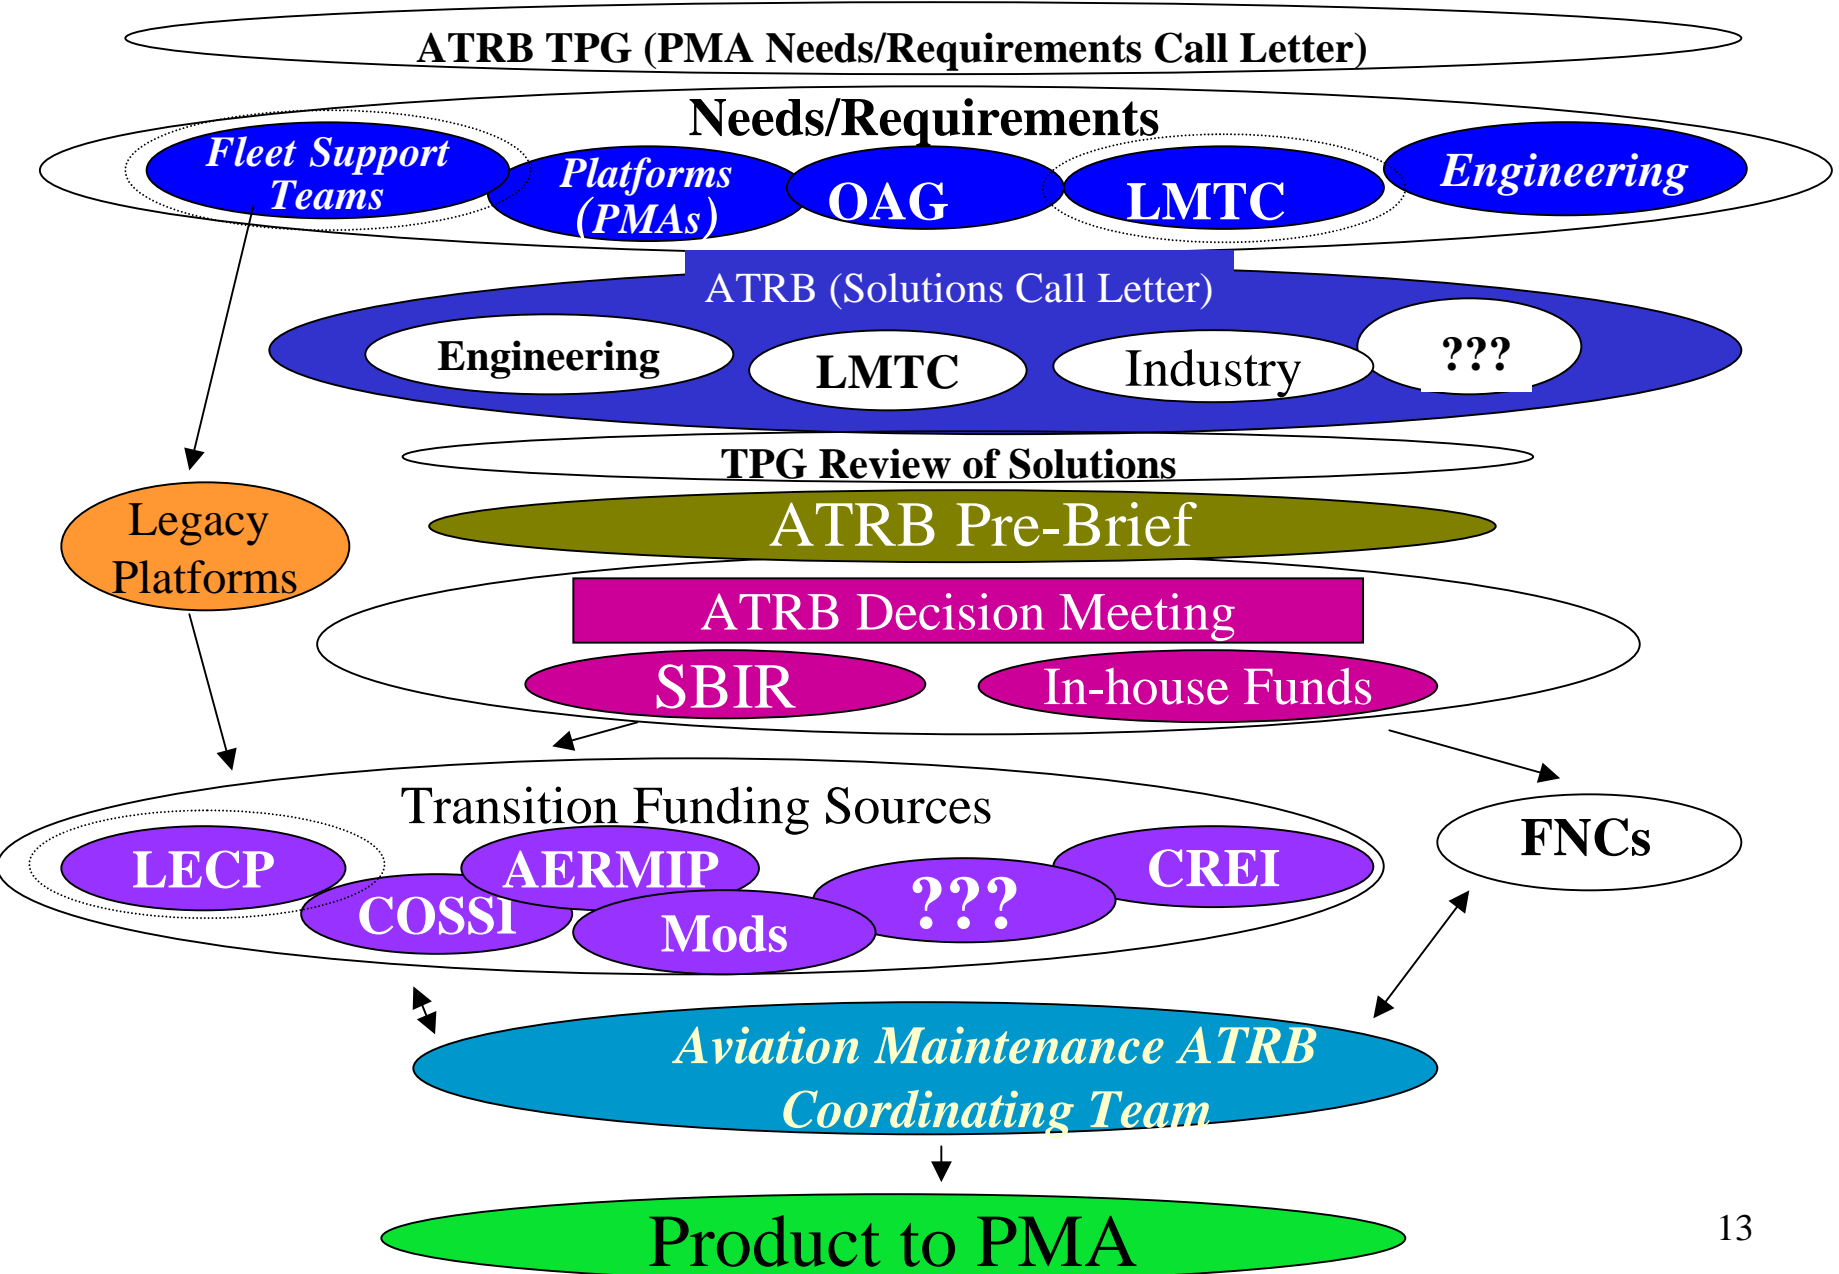 ATRB TPG (PMA Needs/Requirements Call Letter)
Needs/Requirements
Fleet Support
Teams
Platforms
(PMAs)
OAG
LMTC
Engineering
ATRB (Solutions Call Letter)
Engineering
LMTC
Industry
???
TPG Review of Solutions
Legacy
Platforms
ATRB Pre-Brief
ATRB Decision Meeting
SBIR
In-house Funds
Transition Funding Sources
LECP
COSSI
AERMIP
Mods
???
CREI
FNCs
Aviation Maintenance ATRB
Coordinating Team
Product to PMA
13